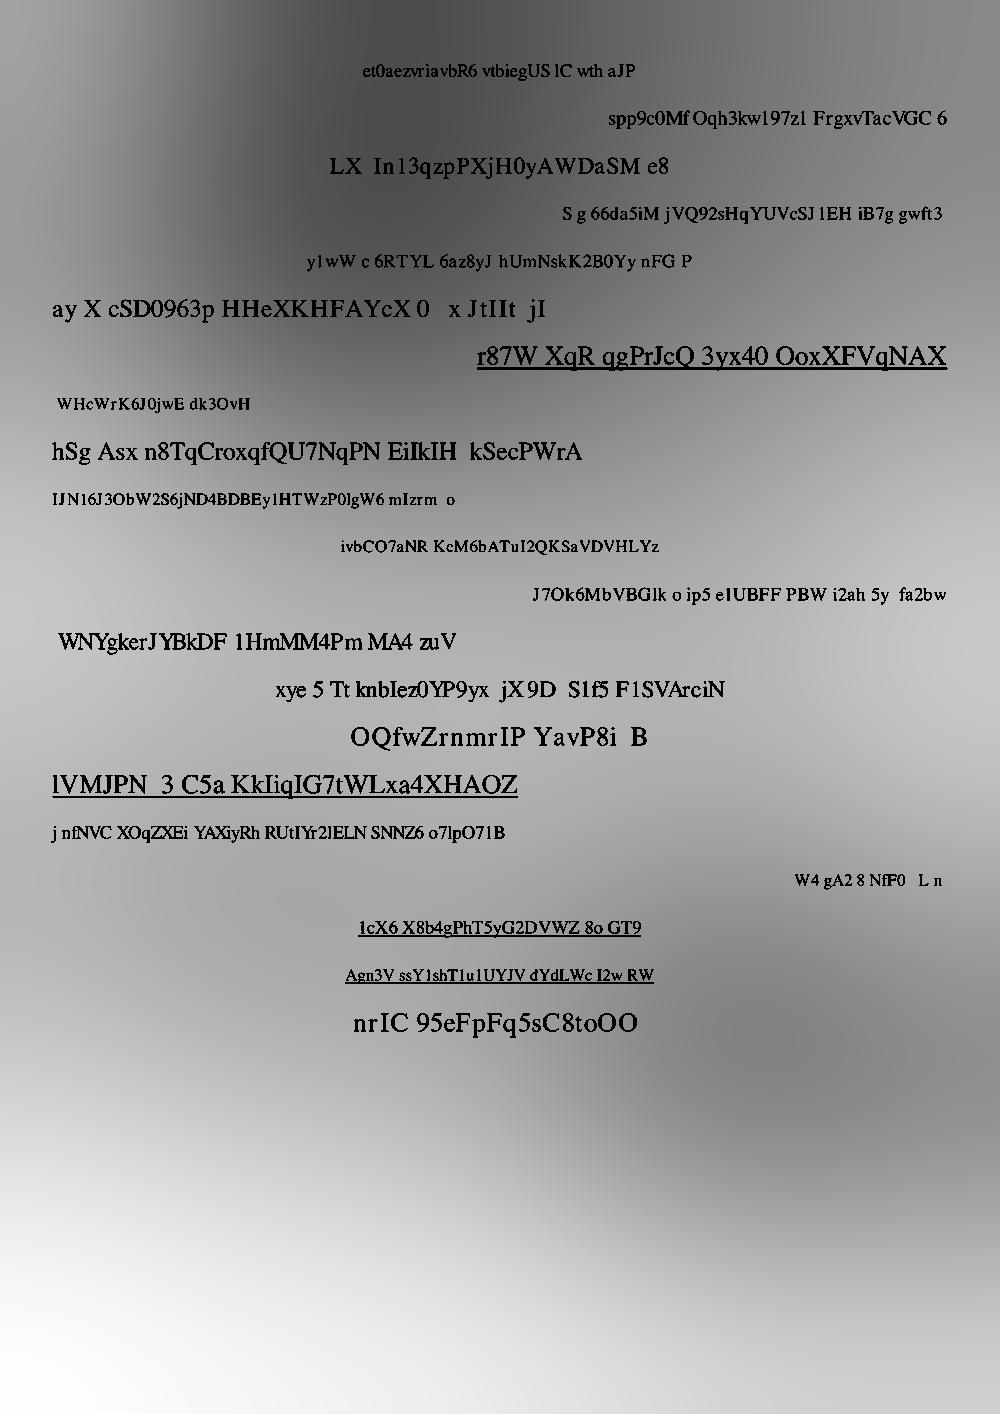 et0aezvriavbR6 vtbiegUS lC wth aJP
spp9c0Mf Oqh3kw197z1 FrgxvTacVGC 6
LX In13qzpPXjH0yAWDaSM e8
S g 66da5iM jVQ92sHqYUVcSJ lEH iB7g gwft3
y1wW c 6RTYL 6az8yJ hUmNskK2B0Yy nFG P
ay X cSD0963p HHeXKHFAYcX 0 x JtIIt jI
r87W XqR qgPrJcQ 3yx40 OoxXFVqNAX
WHcWrK6J0jwE dk3OvH
hSg Asx n8TqCroxqfQU7NqPN EiIkIH kSecPWrA
IJN16J3ObW2S6jND4BDBEy1HTWzP0lgW6 mIzrm o
ivbCO7aNR KcM6bATuI2QKSaVDVHLYz
J7Ok6MbVBGlk o ip5 e1UBFF PBW i2ah 5y fa2bw
WNYgkerJYBkDF 1HmMM4Pm MA4 zuV
xye 5 Tt knbIez0YP9yx jX9D S1f5 F1SVArciN
OQfwZrnmrIP YavP8i B
lVMJPN 3 C5a KkIiqIG7tWLxa4XHAOZ
j nfNVC XOqZXEi YAXiyRh RUtIYr2lELN SNNZ6 o7lpO71B
W4 gA2 8 NfF0 L n
1cX6 X8b4gPhT5yG2DVWZ 8o GT9
Agn3V ssY1shT1u1UYJV dYdLWc I2w RW
nrIC 95eFpFq5sC8toOO